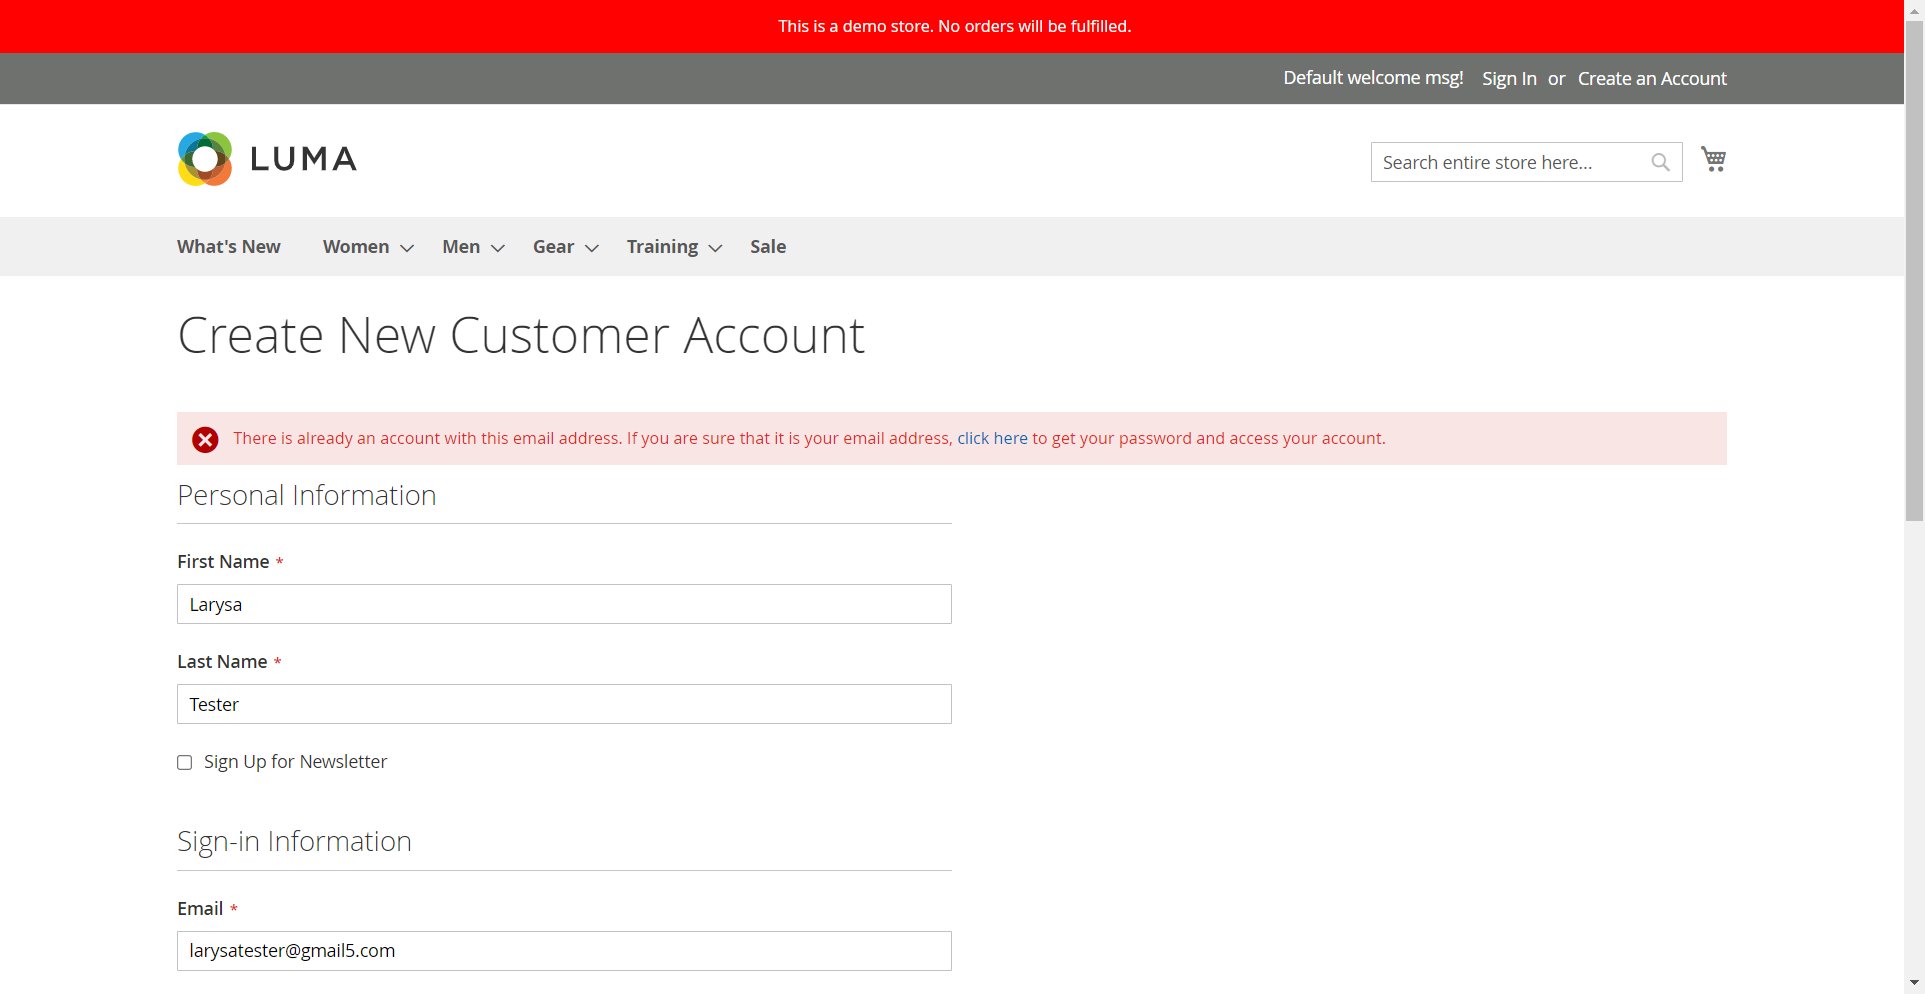 This is a demo store. No orders will be fulfilled.
Default welcome msg! Sign In or Create an Account
LUMA
Search entire store here...
What's New Women Men Gear Training Sale
Create New Customer Account
There is already an account with this email address. If you are sure that it is your email address, click here to get your password and access your account.
Personal Information
First Name *
Larysa
Last Name *
Tester
Sign Up for Newsletter
Sign-in Information
Email *
larysatester@gmail5.com